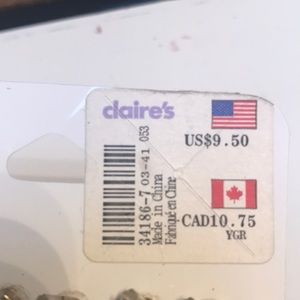 claire's
US$9.50
34186-7 03-41 053
Made in China
Fabriqué en Chine
CAD10.75
YGR